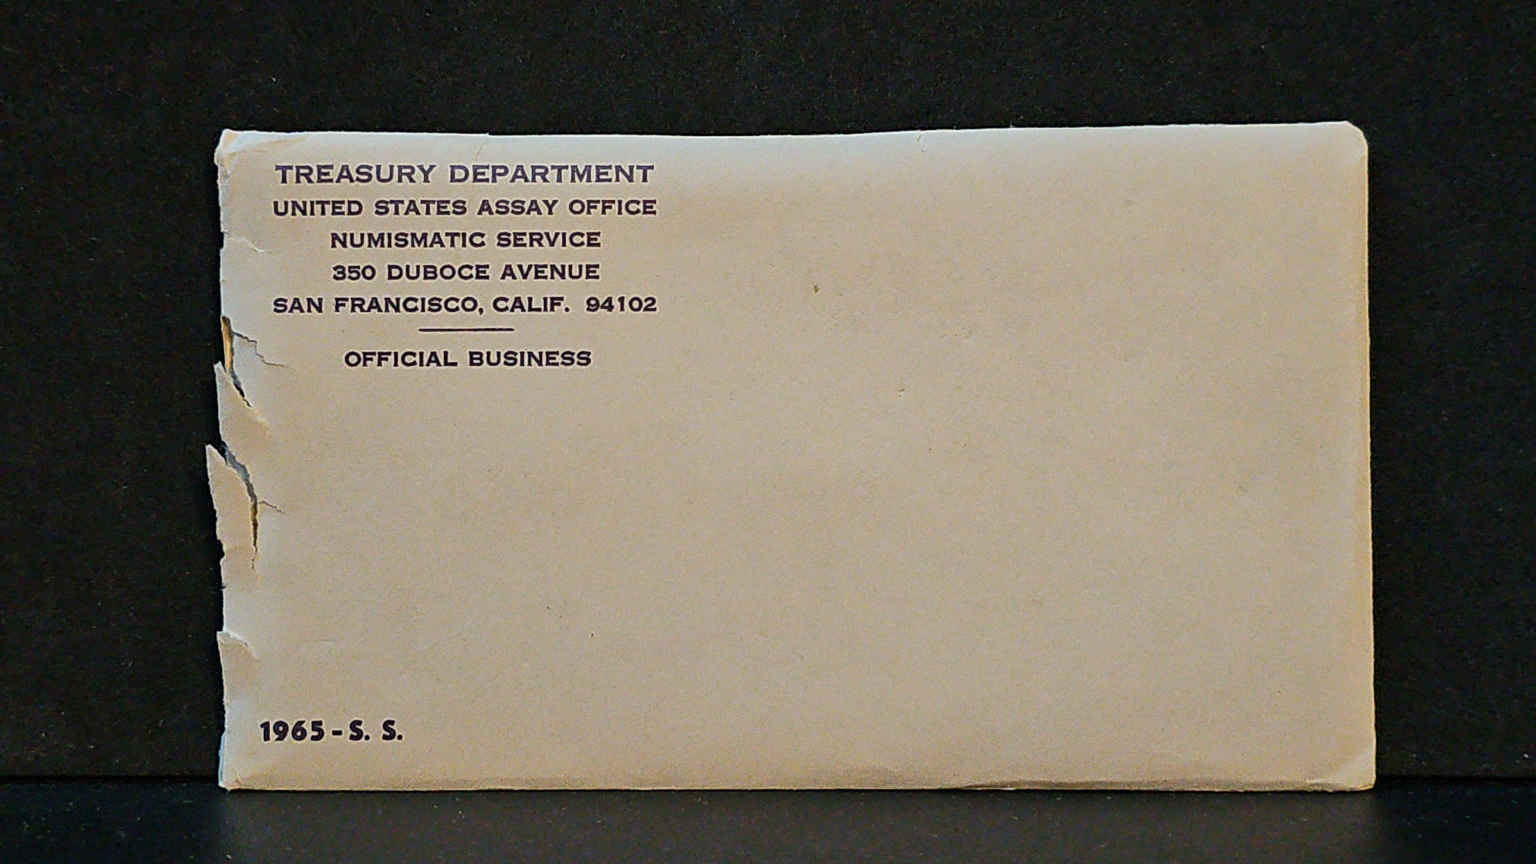 TREASURY DEPARTMENT
UNITED STATES ASSAY OFFICE
NUMISMATIC SERVICE
350 DUBOCE AVENUE
SAN FRANCISCO, CALIF. 94102
OFFICIAL BUSINESS
1965-S. S.